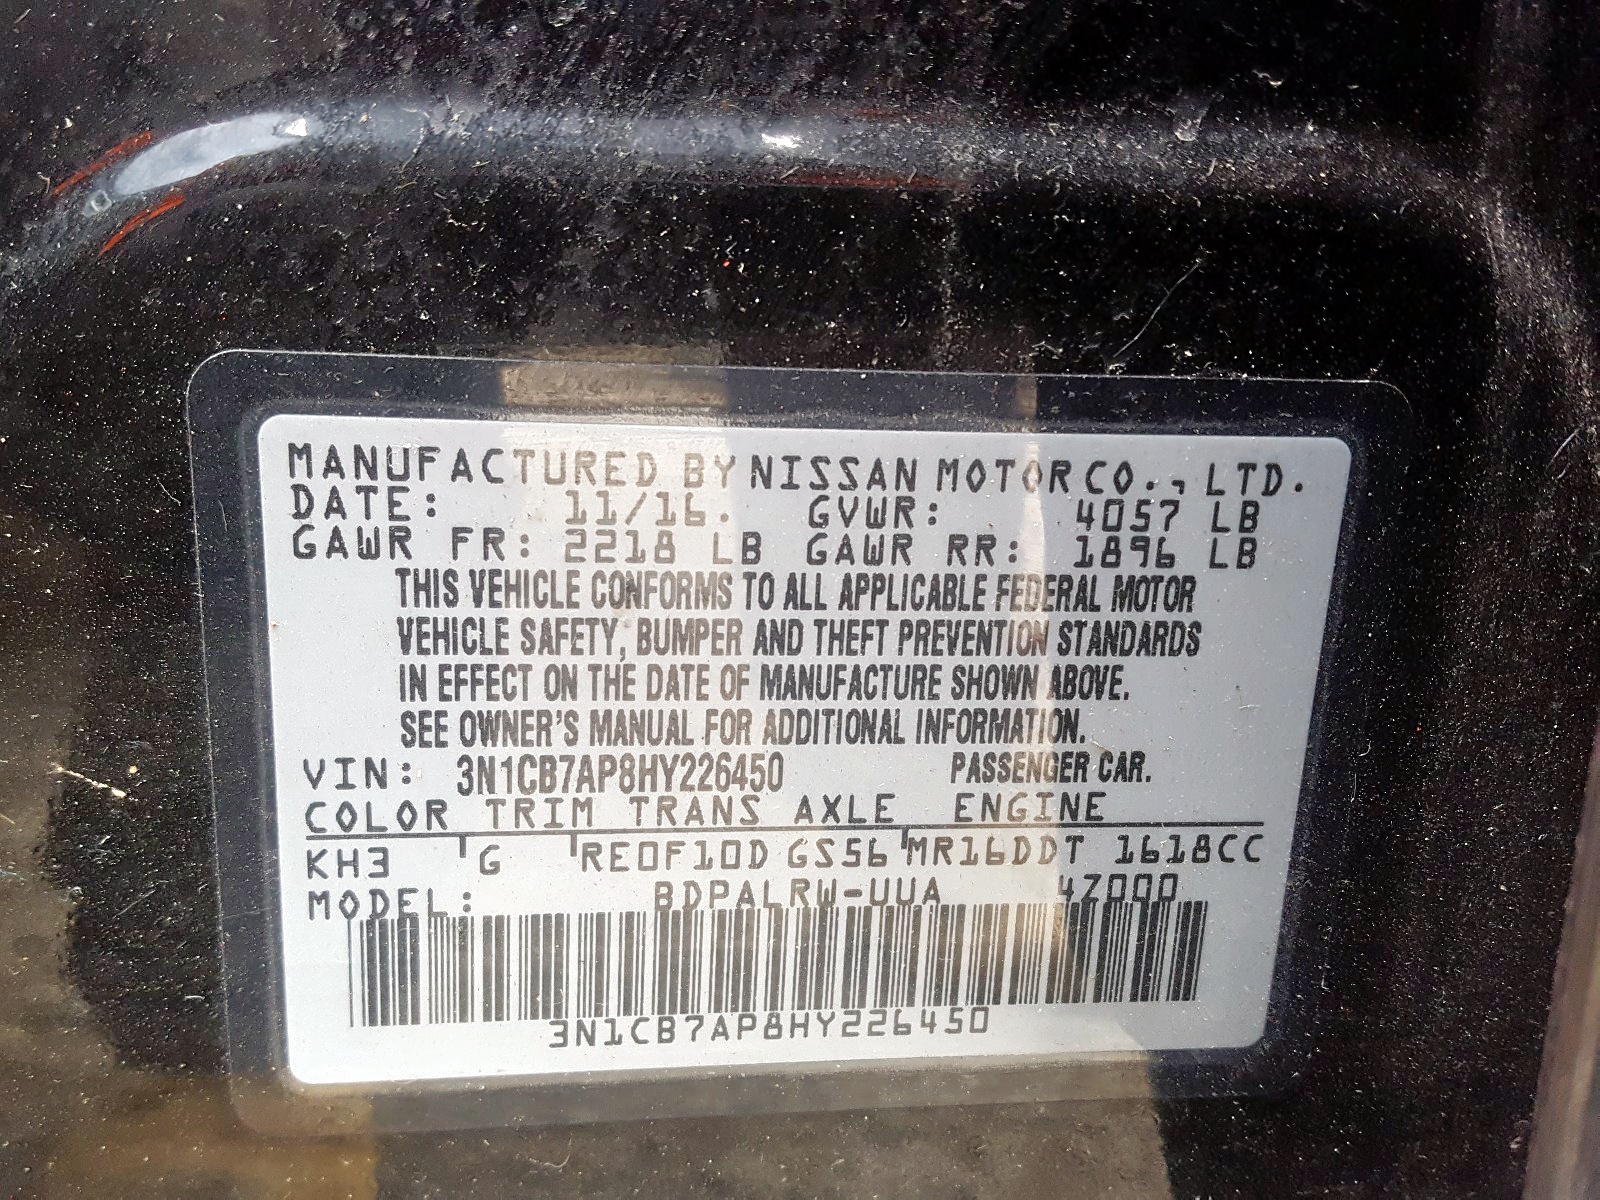 MANUFACTURED BY NISSAN MOTOR CO., LTD.
DATE: 11/16. GVWR: 4057 LB
GAWR FR: 2218 LB GAWR RR: 1896 LB
THIS VEHICLE CONFORMS TO ALL APPLICABLE FEDERAL MOTOR
VEHICLE SAFETY, BUMPER AND THEFT PREVENTION STANDARDS
IN EFFECT ON THE DATE OF MANUFACTURE SHOWN ABOVE.
SEE OWNER'S MANUAL FOR ADDITIONAL INFORMATION.
VIN: 3N1CB7AP8HY226450 PASSENGER CAR.
COLOR TRIM TRANS AXLE ENGINE
KH3 G RE0F10D GS56 MR16DDT 1618CC
MODEL: BDPALRW-UUA 4Z000
3N1CB7AP8HY226450